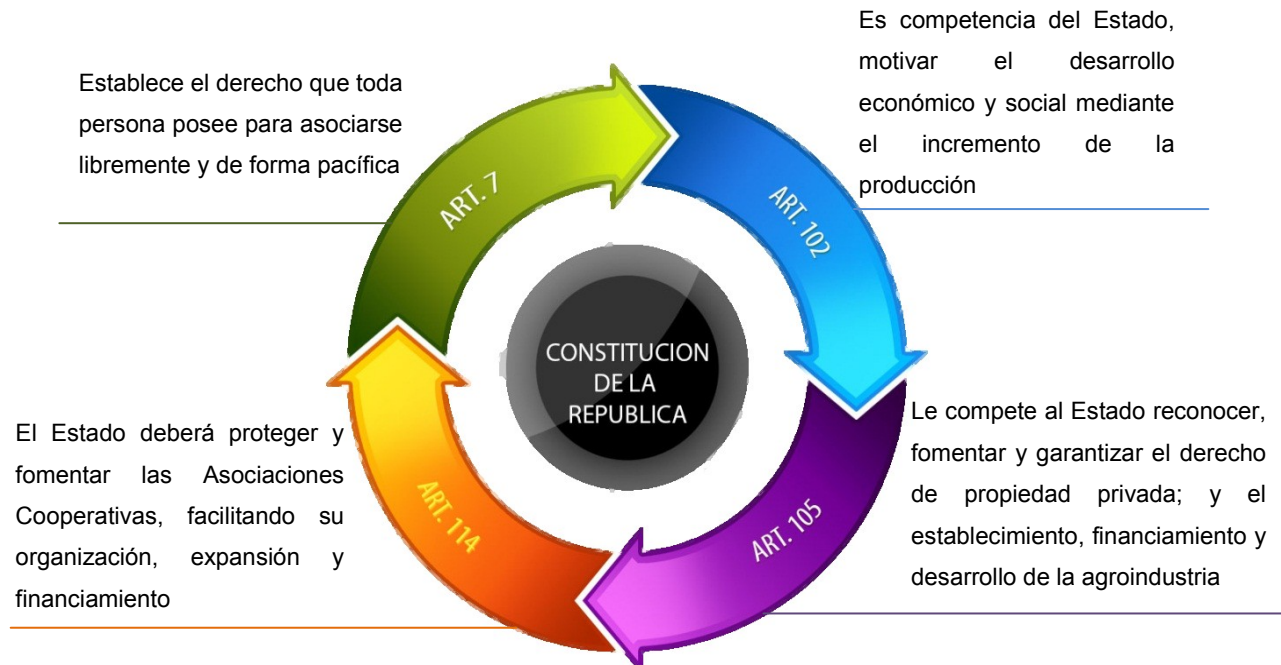 Establece el derecho que toda
persona posee para asociarse
libremente y de forma pacífica
ART. 7
Es competencia del Estado,
motivar el desarrollo
económico y social mediante
el incremento de la
producción
ART. 102
CONSTITUCION
DE LA
REPUBLICA
El Estado deberá proteger y
fomentar las Asociaciones
Cooperativas, facilitando su
organización, expansión y
financiamiento
ART. 114
Le compete al Estado reconocer,
fomentar y garantizar el derecho
de propiedad privada; y el
establecimiento, financiamiento y
desarrollo de la agroindustria
ART. 105